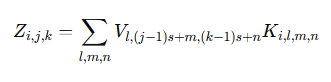 Z_{i,j,k} = \sum_{l,m,n} V_{l,(j-1)s+m,(k-1)s+n} K_{i,l,m,n}